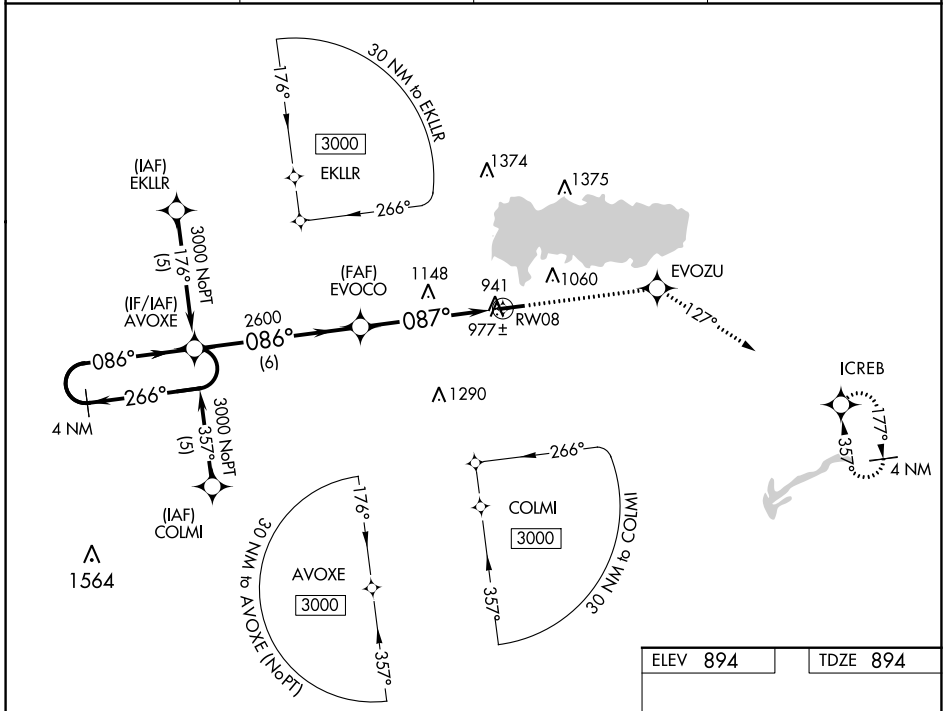 30 NM to EKLLR
176°
3000
EKLLR
266°
1374
1375
(IAF)
EKLLR
3000 NoPT
176°
(5)
(FAF)
EVOCO
1148
941
1060
EVOZU
(IF/IAF)
AVOXE
2600
086°
(6)
087°
977±
RW08
127°
086°
266°
4 NM
3000 NoPT
357°
(5)
1290
ICREB
177°
357°
4 NM
(IAF)
COLMI
1564
176°
AVOXE
3000
357°
30 NM to AVOXE (NoPT)
266°
COLMI
3000
357°
30 NM to COLMI
ELEV 894
TDZE 894